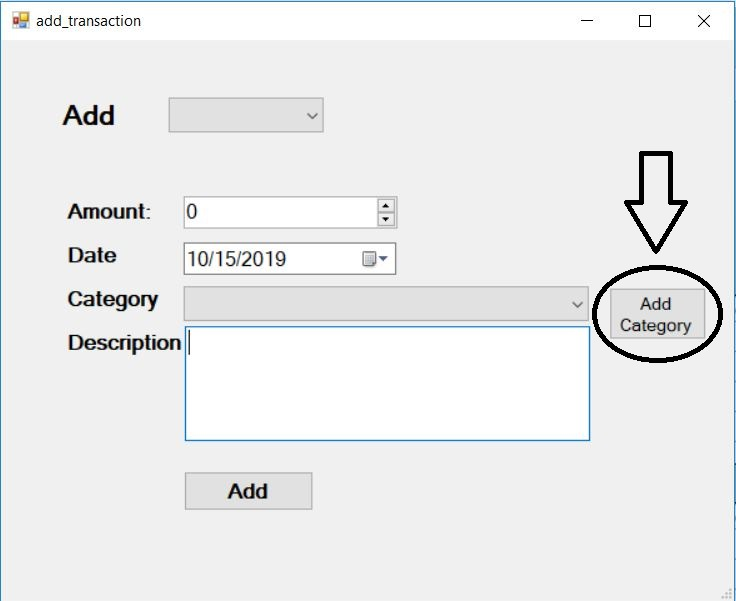 add_transaction
Add
Amount: 0
Date 10/15/2019
Category
Add
Category
Description
Add